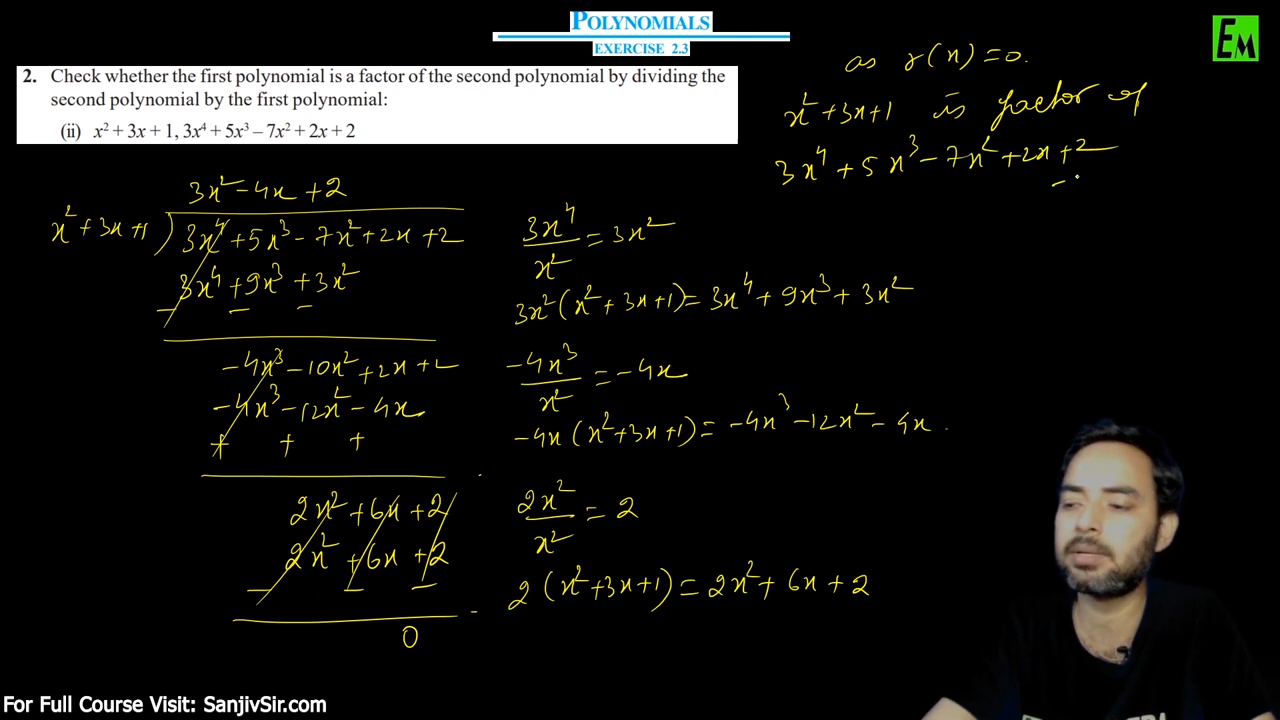 POLYNOMIALS
EXERCISE 2.3
EM
2. Check whether the first polynomial is a factor of the second polynomial by dividing the
second polynomial by the first polynomial:
(ii) x² + 3x + 1, 3x⁴ + 5x³ – 7x² + 2x + 2
as r(x) = 0.
x² + 3x + 1 is factor of
3x⁴ + 5x³ - 7x² + 2x + 2
3x² - 4x + 2
x² + 3x + 1 ) 3x⁴ + 5x³ - 7x² + 2x + 2
3x⁴ + 9x³ + 3x²
- - -
-4x³ - 10x² + 2x + 2
-4x³ - 12x² - 4x
+ + +
2x² + 6x + 2
2x² + 6x + 2
- - -
0
3x⁴/x² = 3x²
3x² (x² + 3x + 1) = 3x⁴ + 9x³ + 3x²
-4x³/x² = -4x
-4x (x² + 3x + 1) = -4x³ - 12x² - 4x
2x²/x² = 2
2 (x² + 3x + 1) = 2x² + 6x + 2
For Full Course Visit: SanjivSir.com